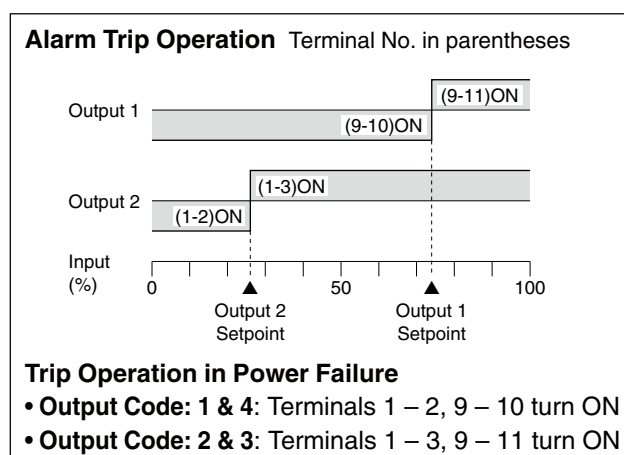 Alarm Trip Operation Terminal No. in parentheses
(9-11)ON
Output 1
(9-10)ON
(1-3)ON
Output 2
(1-2)ON
Input
(%)
0 50 100
Output 2 Output 1
Setpoint Setpoint
Trip Operation in Power Failure
• Output Code: 1 & 4: Terminals 1 – 2, 9 – 10 turn ON
• Output Code: 2 & 3: Terminals 1 – 3, 9 – 11 turn ON